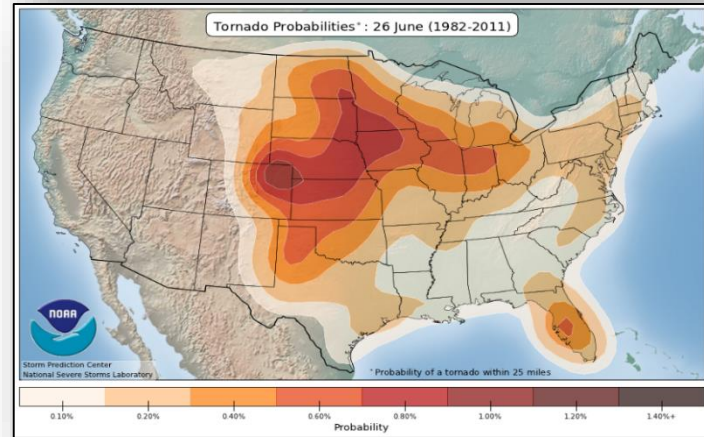 Tornado Probabilities*: 26 June (1982-2011)
NOAA
Storm Prediction Center
National Severe Storms Laboratory
*Probability of a tornado within 25 miles
0.10% 0.20% 0.40% 0.60% 0.80% 1.00% 1.20% 1.40%+
Probability